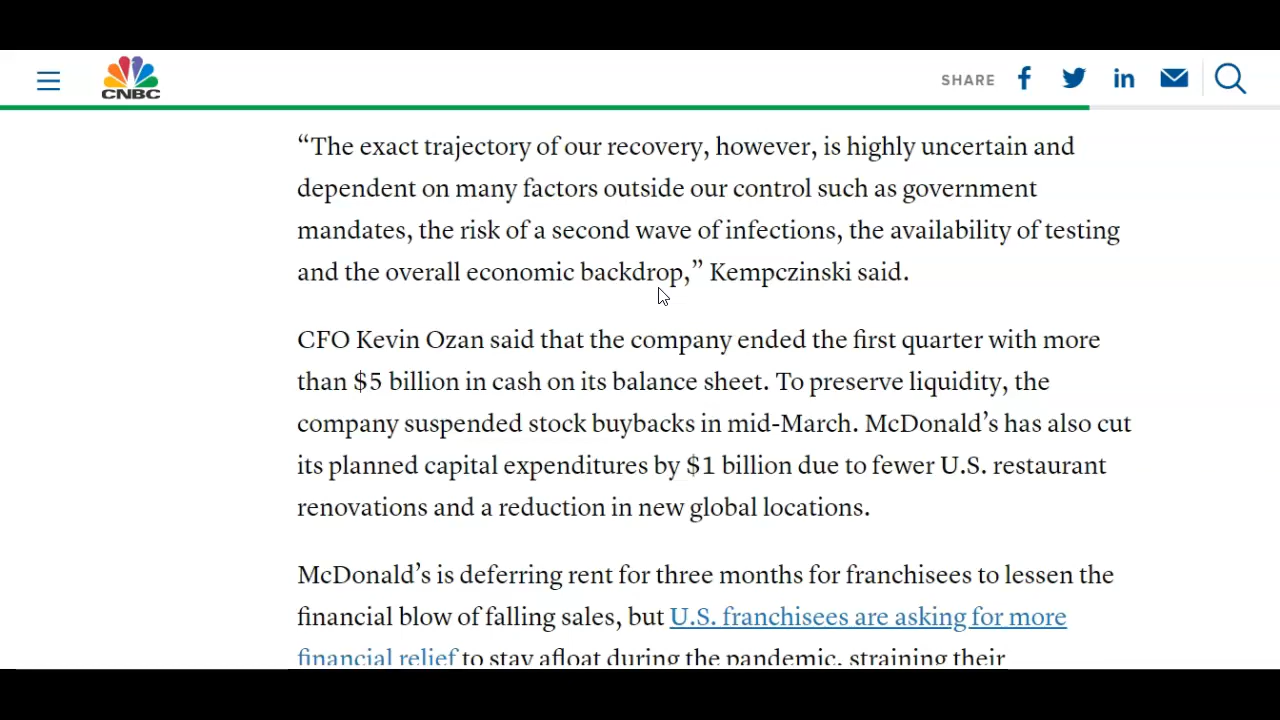 CNBC
SHARE
“The exact trajectory of our recovery, however, is highly uncertain and
dependent on many factors outside our control such as government
mandates, the risk of a second wave of infections, the availability of testing
and the overall economic backdrop,” Kempczinski said.
CFO Kevin Ozan said that the company ended the first quarter with more
than $5 billion in cash on its balance sheet. To preserve liquidity, the
company suspended stock buybacks in mid-March. McDonald’s has also cut
its planned capital expenditures by $1 billion due to fewer U.S. restaurant
renovations and a reduction in new global locations.
McDonald’s is deferring rent for three months for franchisees to lessen the
financial blow of falling sales, but U.S. franchisees are asking for more
financial relief to stay afloat during the pandemic, straining their